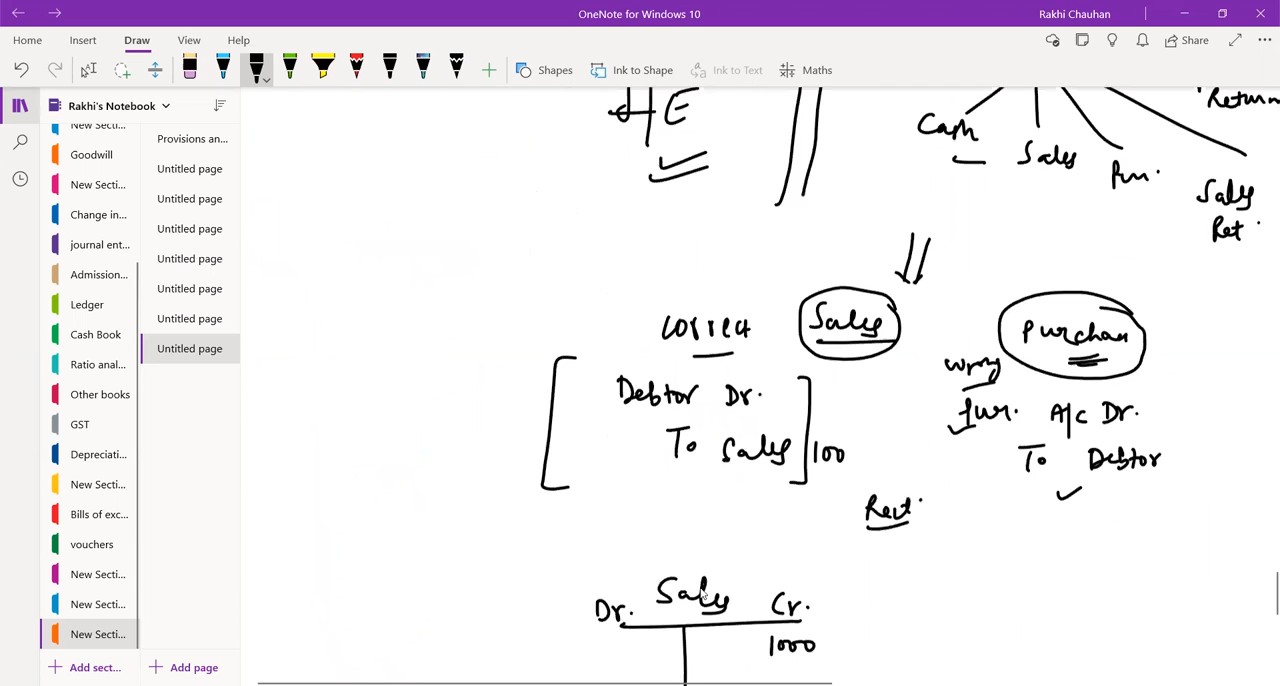 OneNote for Windows 10
Rakhi Chauhan
Home Insert Draw View Help
Share
Shapes Ink to Shape Ink to Text Maths
Rakhi's Notebook
New Secti...
Goodwill
New Secti...
Change in...
journal ent...
Admission...
Ledger
Cash Book
Ratio anal...
Other books
GST
Depreciati...
New Secti...
Bills of exc...
vouchers
New Secti...
New Secti...
New Secti...
Add sect...
Provisions an...
Untitled page
Untitled page
Untitled page
Untitled page
Untitled page
Untitled page
Untitled page
Add page
E
Return
Cash
Sales
Pur.
Sales
Ret.
correct Sales
Debtor Dr.
To Sales 100
Purchase
wrong
Pur. A/c Dr.
To Debtor
Rect.
Dr. Sales Cr.
1000